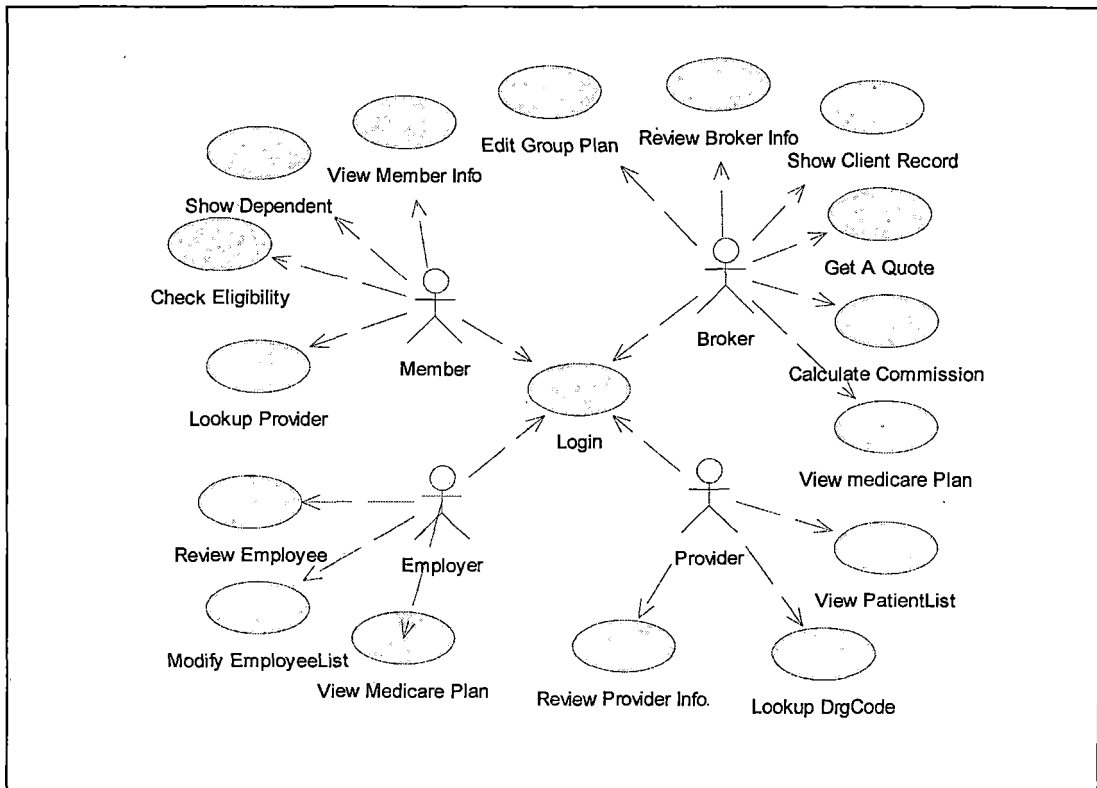 Edit Group Plan
Review Broker Info
Show Client Record
View Member Info
Show Dependent
Get A Quote
Check Eligibility
Broker
Member
Calculate Commission
Lookup Provider
Login
View medicare Plan
Review Employee
Employer
Provider
View PatientList
Modify EmployeeList
View Medicare Plan
Review Provider Info.
Lookup DrgCode